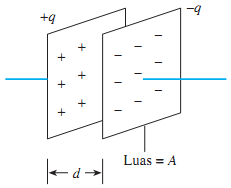 +q
-q
Luas = A
d